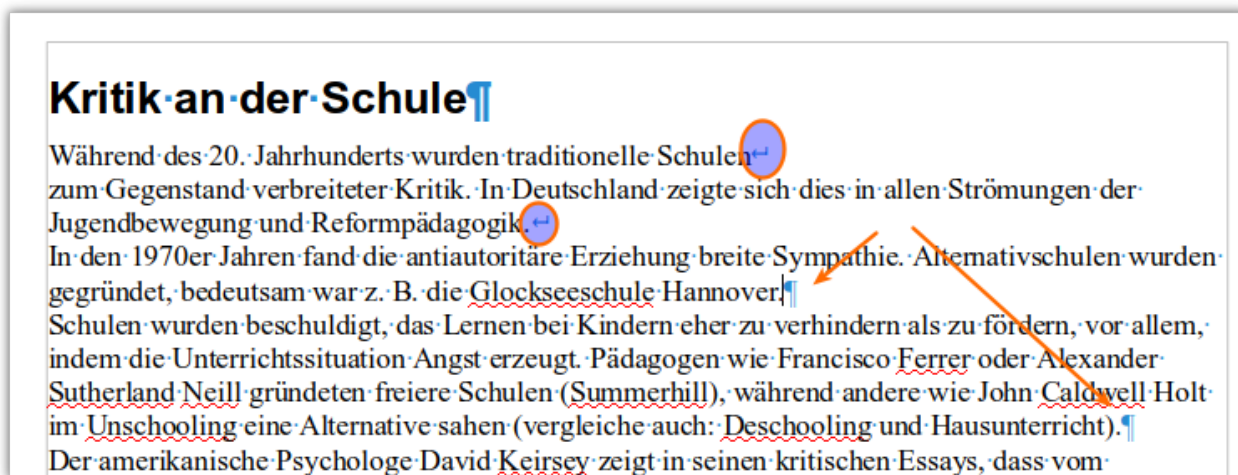 Kritik an der Schule¶
Während des 20. Jahrhunderts wurden traditionelle Schulen↵
zum Gegenstand verbreiteter Kritik. In Deutschland zeigte sich dies in allen Strömungen der
Jugendbewegung und Reformpädagogik.↵
In den 1970er Jahren fand die antiautoritäre Erziehung breite Sympathie. Alternativschulen wurden
gegründet, bedeutsam war z. B. die Glockseeschule Hannover.¶
Schulen wurden beschuldigt, das Lernen bei Kindern eher zu verhindern als zu fördern, vor allem,
indem die Unterrichtssituation Angst erzeugt. Pädagogen wie Francisco Ferrer oder Alexander
Sutherland Neill gründeten freiere Schulen (Summerhill), während andere wie John Caldwell Holt
im Unschooling eine Alternative sahen (vergleiche auch: Deschooling und Hausunterricht).¶
Der amerikanische Psychologe David Keirsey zeigt in seinen kritischen Essays, dass vom